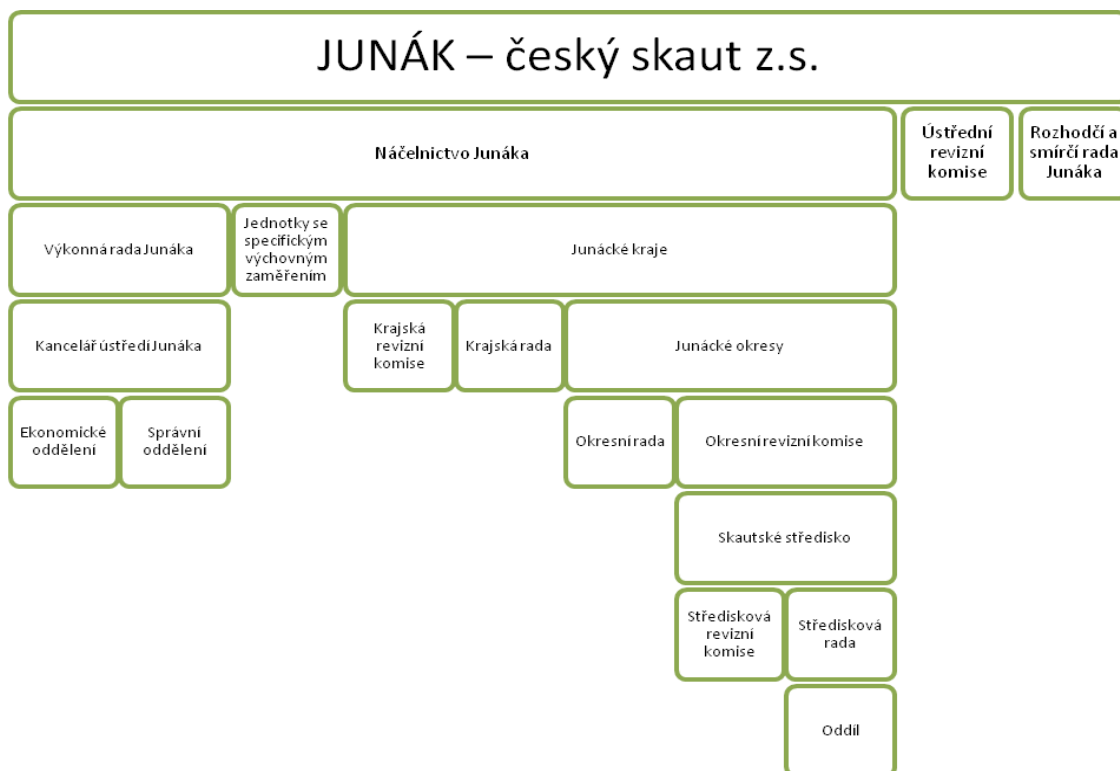 JUNÁK – český skaut z.s.
Náčelnictvo Junáka
Ústřední
revizní
komise
Rozhodčí a
smírčí rada
Junáka
Výkonná rada Junáka
Jednotky se
specifickým
výchovným
zaměřením
Junácké kraje
Kancelář ústředí Junáka
Krajská
revizní
komise
Krajská rada
Junácké okresy
Ekonomické
oddělení
Správní
oddělení
Okresní rada
Okresní revizní komise
Skautské středisko
Středisková
revizní
komise
Středisková
rada
Oddíl